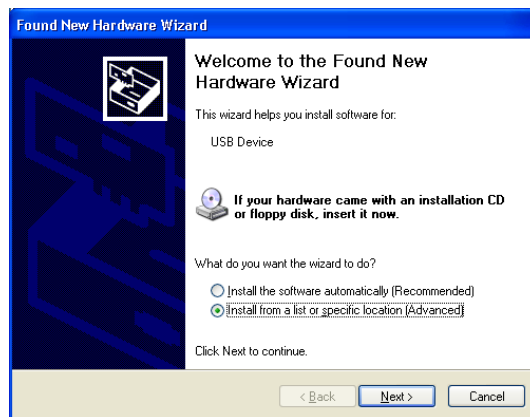 Found New Hardware Wizard
Welcome to the Found New
Hardware Wizard
This wizard helps you install software for:
USB Device
If your hardware came with an installation CD
or floppy disk, insert it now.
What do you want the wizard to do?
Install the software automatically (Recommended)
Install from a list or specific location (Advanced)
Click Next to continue.
< Back Next > Cancel